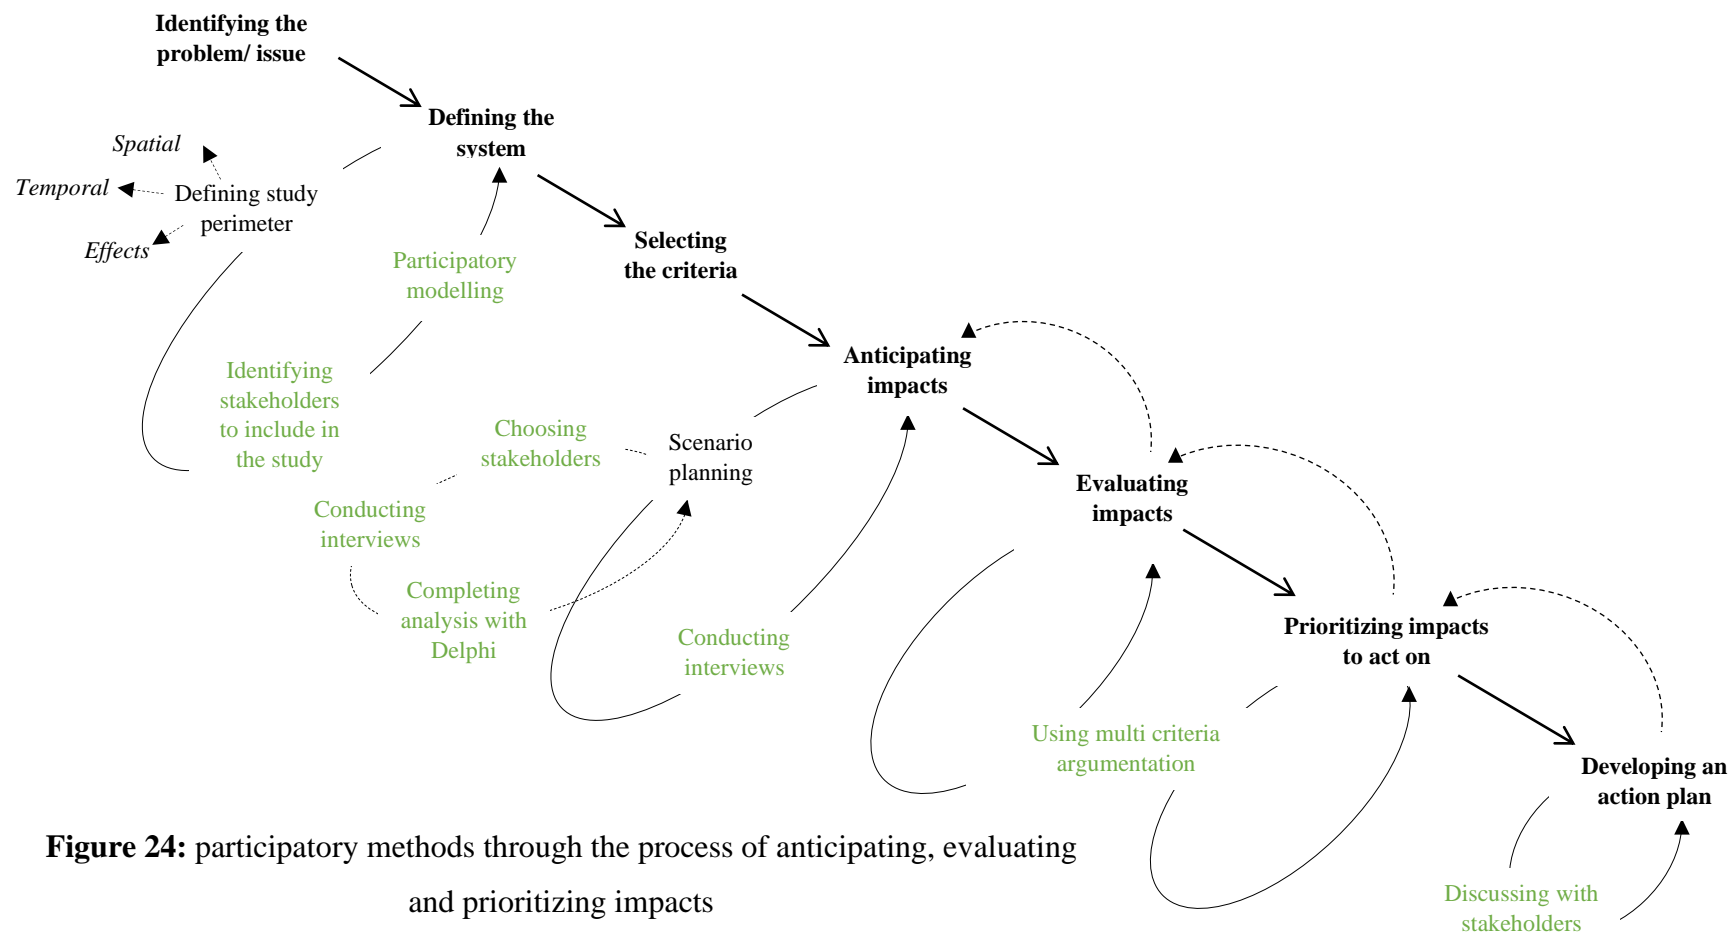 Identifying the
problem/ issue
Defining the
system
Spatial
Temporal
Effects
Defining study
perimeter
Participatory
modelling
Identifying
stakeholders
to include in
the study
Selecting
the criteria
Anticipating
impacts
Scenario
planning
Choosing
stakeholders
Conducting
interviews
Completing
analysis with
Delphi
Conducting
interviews
Evaluating
impacts
Using multi criteria
argumentation
Prioritizing impacts
to act on
Developing an
action plan
Discussing with
stakeholders
Figure 24: participatory methods through the process of anticipating, evaluating
and prioritizing impacts